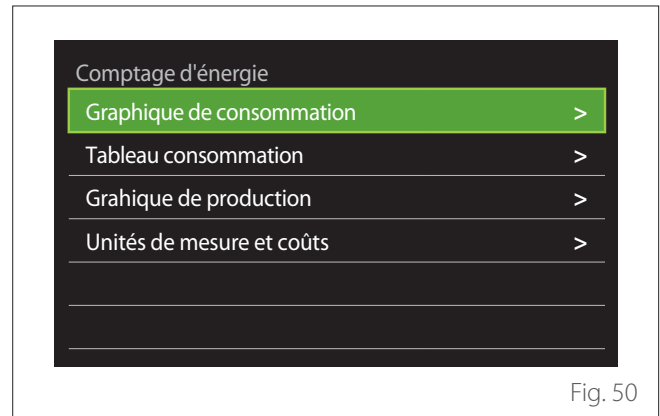 Comptage d'énergie
Graphique de consommation >
Tableau consommation >
Grahique de production >
Unités de mesure et coûts >
Fig. 50